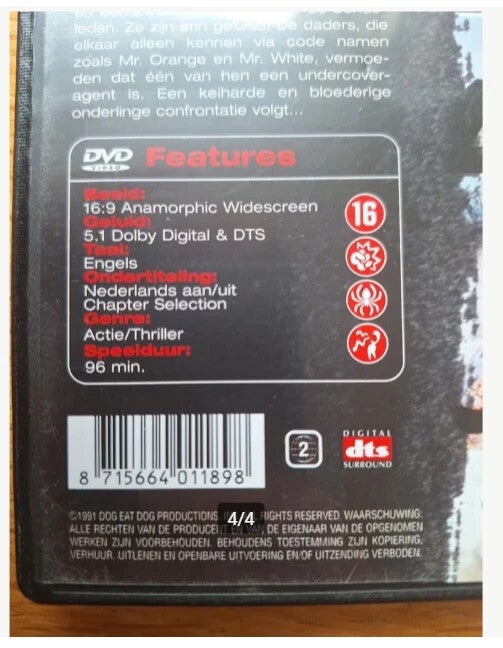 leden. Ze zijn erin geluisd! De daders, die
elkaar alleen kennen via code namen
zoals Mr. Orange en Mr. White, vermoe-
den dat één van hen een undercover-
agent is. Een keiharde en bloederige
onderlinge confrontatie volgt...
DVD VIDEO Features
Beeld:
16:9 Anamorphic Widescreen
16
Geluid:
5.1 Dolby Digital & DTS
Taal:
Engels
Ondertiteling:
Nederlands aan/uit
Chapter Selection
Genre:
Actie/Thriller
Speelduur:
96 min.
8 715664 011898
2
DIGITAL
dts
SURROUND
©1991 DOG EAT DOG PRODUCTIONS, RIGHTS RESERVED. WAARSCHUWING:
4/4
ALLE RECHTEN VAN DE PRODUCENT EN VAN DE EIGENAAR VAN DE OPGENOMEN
WERKEN ZIJN VOORBEHOUDEN. BEHOUDENS TOESTEMMING ZIJN KOPIERING,
VERHUUR, UITLENEN EN OPENBARE UITVOERING EN/OF UITZENDING VERBODEN.